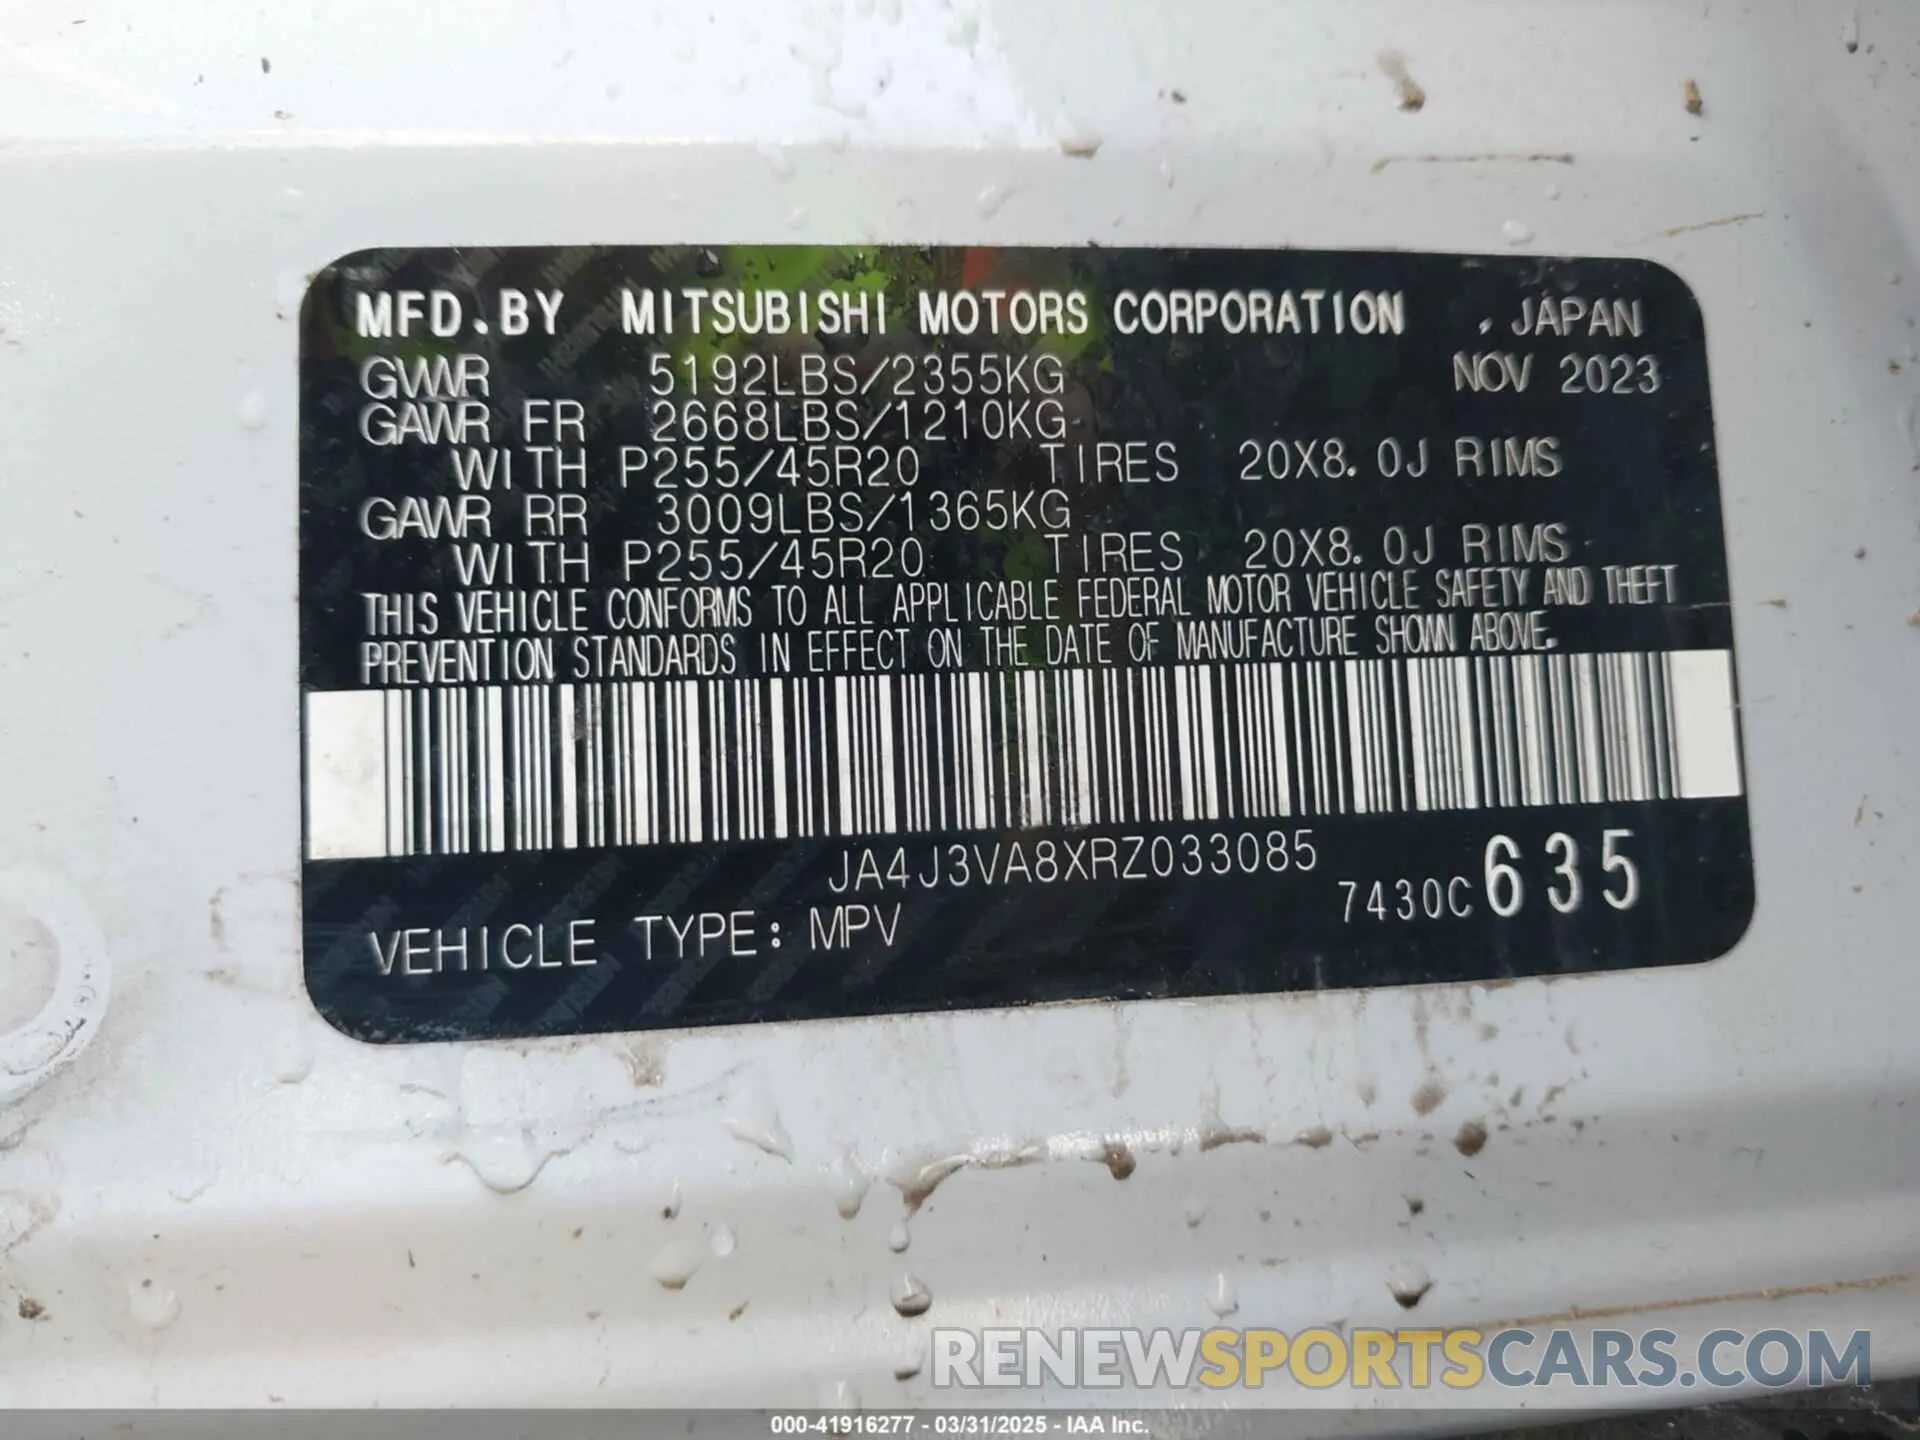 MFD.BY MITSUBISHI MOTORS CORPORATION , JAPAN
GVWR 5192LBS/2355KG NOV 2023
GAWR FR 2668LBS/1210KG
WITH P255/45R20 TIRES 20X8.0J RIMS
GAWR RR 3009LBS/1365KG
WITH P255/45R20 TIRES 20X8.0J RIMS
THIS VEHICLE CONFORMS TO ALL APPLICABLE FEDERAL MOTOR VEHICLE SAFETY AND THEFT
PREVENTION STANDARDS IN EFFECT ON THE DATE OF MANUFACTURE SHOWN ABOVE.
JA4J3VA8XRZ033085
7430C 635
VEHICLE TYPE: MPV
RENEWSPORTSCARS.COM
000-41916277 - 03/31/2025 - IAA Inc.